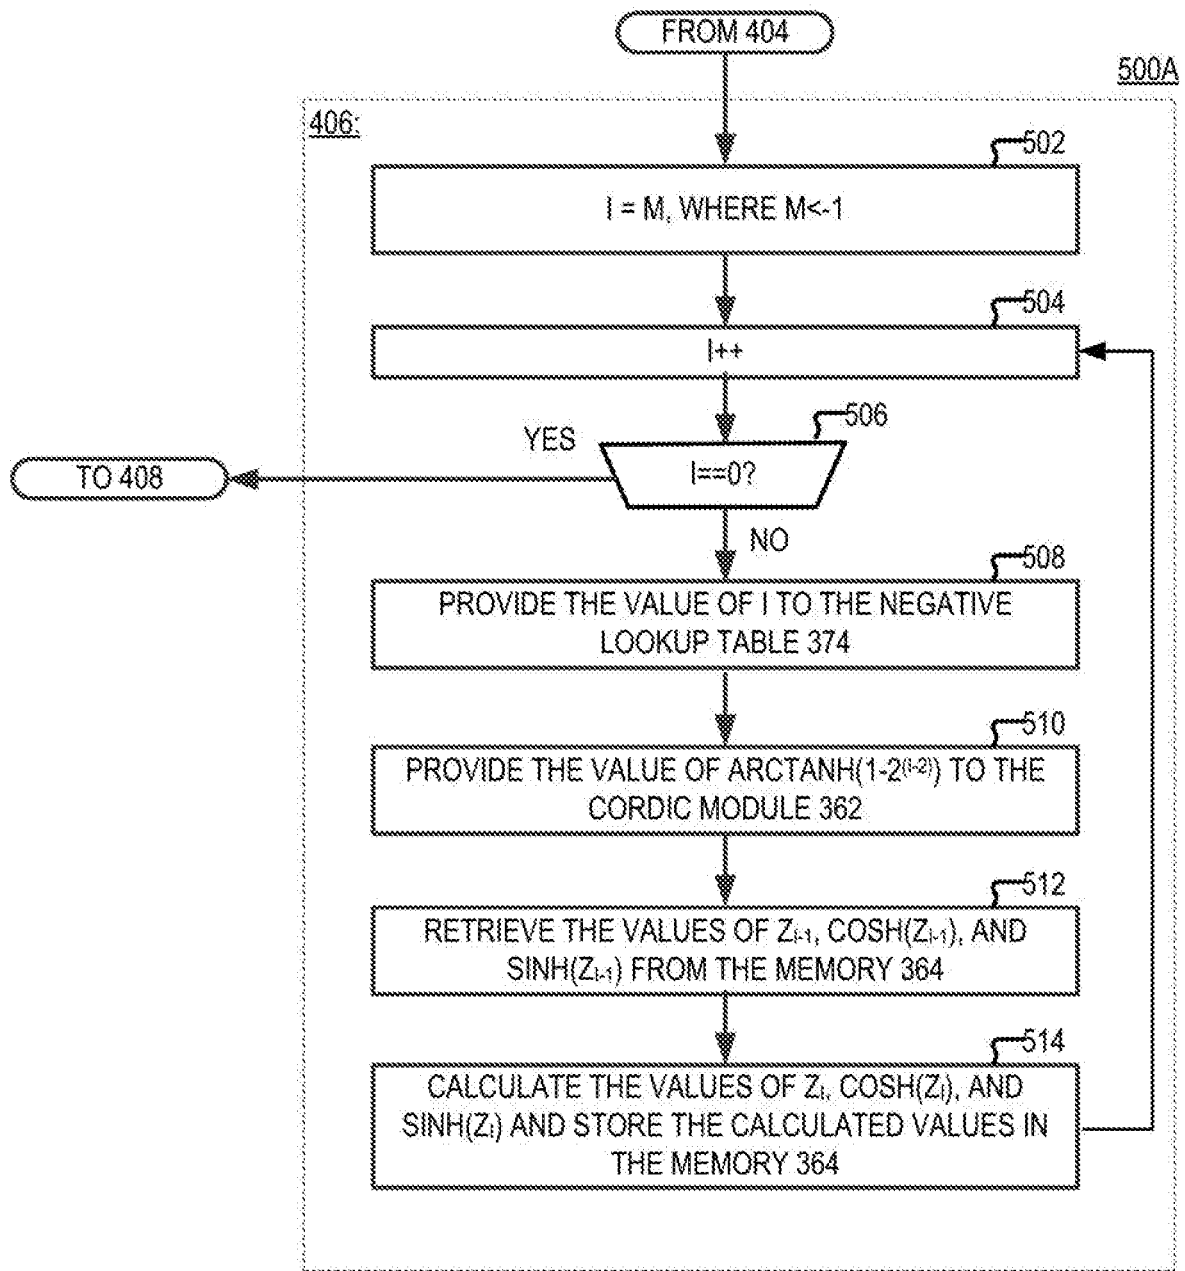 FROM 404
500A
406:
502
I = M, WHERE M<-1
504
I++
506
YES
I==0?
TO 408
NO
508
PROVIDE THE VALUE OF I TO THE NEGATIVE
LOOKUP TABLE 374
510
PROVIDE THE VALUE OF ARCTANH(1-2^(I-2)) TO THE
CORDIC MODULE 362
512
RETRIEVE THE VALUES OF Z_I-1, COSH(Z_I-1), AND
SINH(Z_I-1) FROM THE MEMORY 364
514
CALCULATE THE VALUES OF Z_I, COSH(Z_I), AND
SINH(Z_I) AND STORE THE CALCULATED VALUES IN
THE MEMORY 364